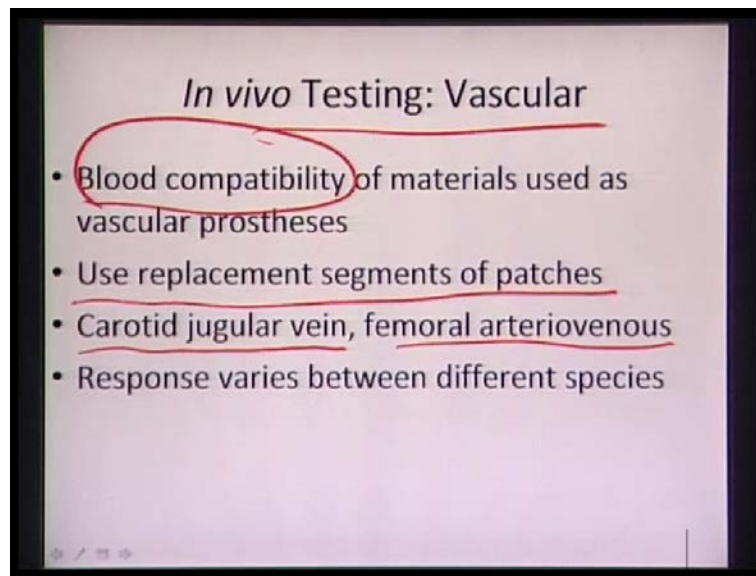 In vivo Testing: Vascular
• Blood compatibility of materials used as
vascular prostheses
• Use replacement segments of patches
• Carotid jugular vein, femoral arteriovenous
• Response varies between different species